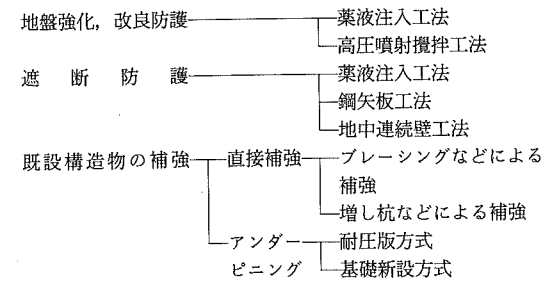 地盤強化，改良防護 薬液注入工法
高圧噴射攪拌工法
遮断防護 薬液注入工法
鋼矢板工法
地中連続壁工法
既設構造物の補強 直接補強 ブレーシングなどによる
補強
増し杭などによる補強
アンダー 耐圧版方式
ピニング 基礎新設方式